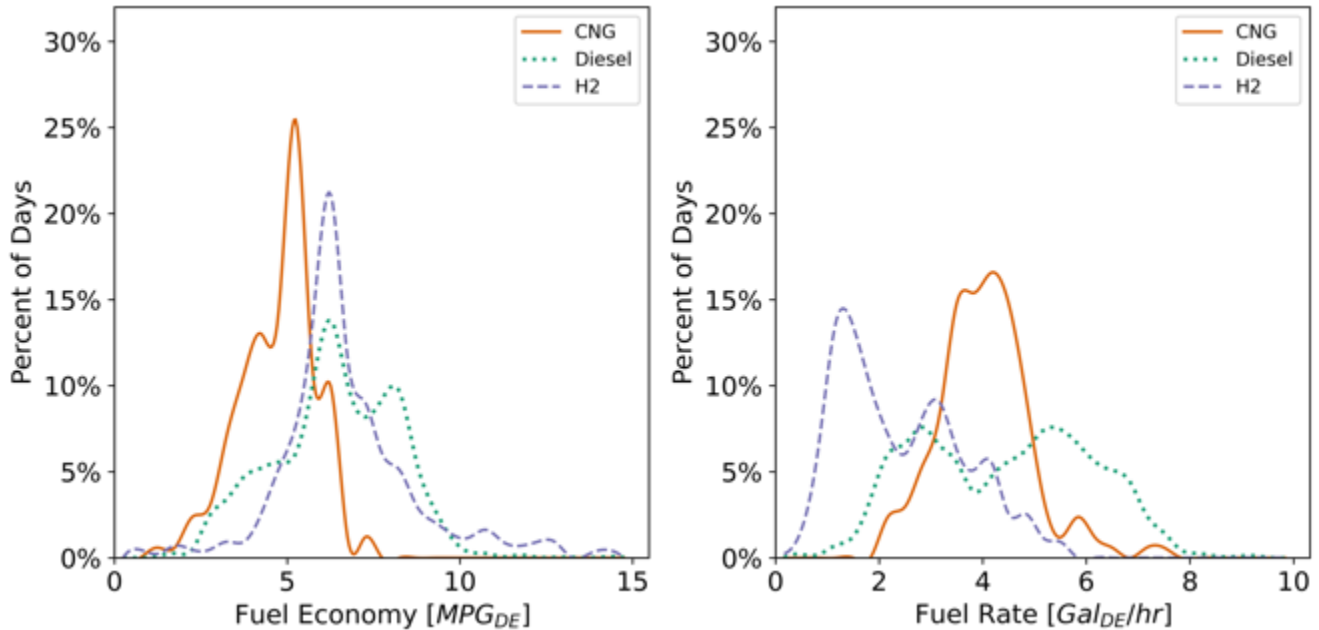 30%
25%
20%
15%
10%
5%
0%
Percent of Days
0 5 10 15
Fuel Economy [MPG_DE]
CNG
Diesel
H2
30%
25%
20%
15%
10%
5%
0%
Percent of Days
0 2 4 6 8 10
Fuel Rate [Gal_DE/hr]
CNG
Diesel
H2